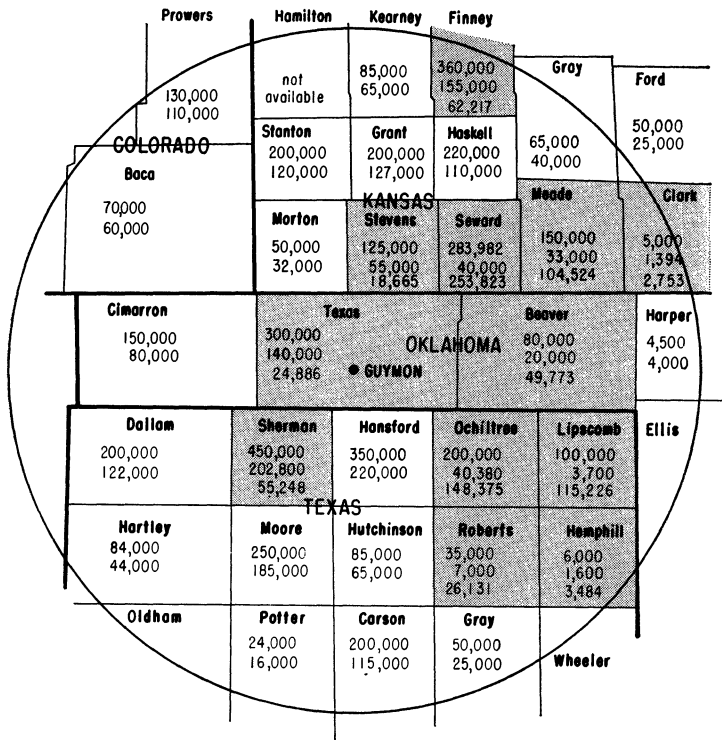 Prowers
130,000
110,000
Hamilton
not
available
Kearney
85,000
65,000
Finney
360,000
155,000
62,217
Gray
65,000
40,000
Ford
50,000
25,000
COLORADO
Baca
70,000
60,000
Stanton
200,000
120,000
Grant
200,000
127,000
Haskell
220,000
110,000
KANSAS
Morton
50,000
32,000
Stevens
125,000
55,000
18,665
Seward
283,982
40,000
253,823
Meade
150,000
33,000
104,524
Clark
5,000
1,394
2,753
Cimarron
150,000
80,000
Texas
300,000
140,000
24,886
OKLAHOMA
GUYMON
Beaver
80,000
20,000
49,773
Harper
4,500
4,000
Dallam
200,000
122,000
Sherman
450,000
202,800
55,248
Hansford
350,000
220,000
Ochiltree
200,000
40,380
148,375
Lipscomb
100,000
3,700
115,226
Ellis
TEXAS
Hartley
84,000
44,000
Moore
250,000
185,000
Hutchinson
85,000
65,000
Roberts
35,000
7,000
26,131
Hemphill
6,000
1,600
3,484
Oldham
Potter
24,000
16,000
Carson
200,000
115,000
Gray
50,000
25,000
Wheeler